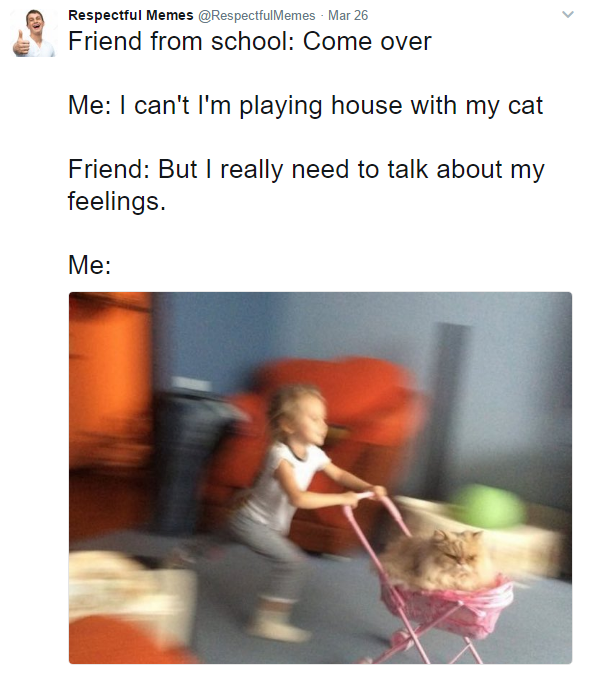 Respectful Memes @RespectfulMemes · Mar 26
Friend from school: Come over
Me: I can't I'm playing house with my cat
Friend: But I really need to talk about my
feelings.
Me: